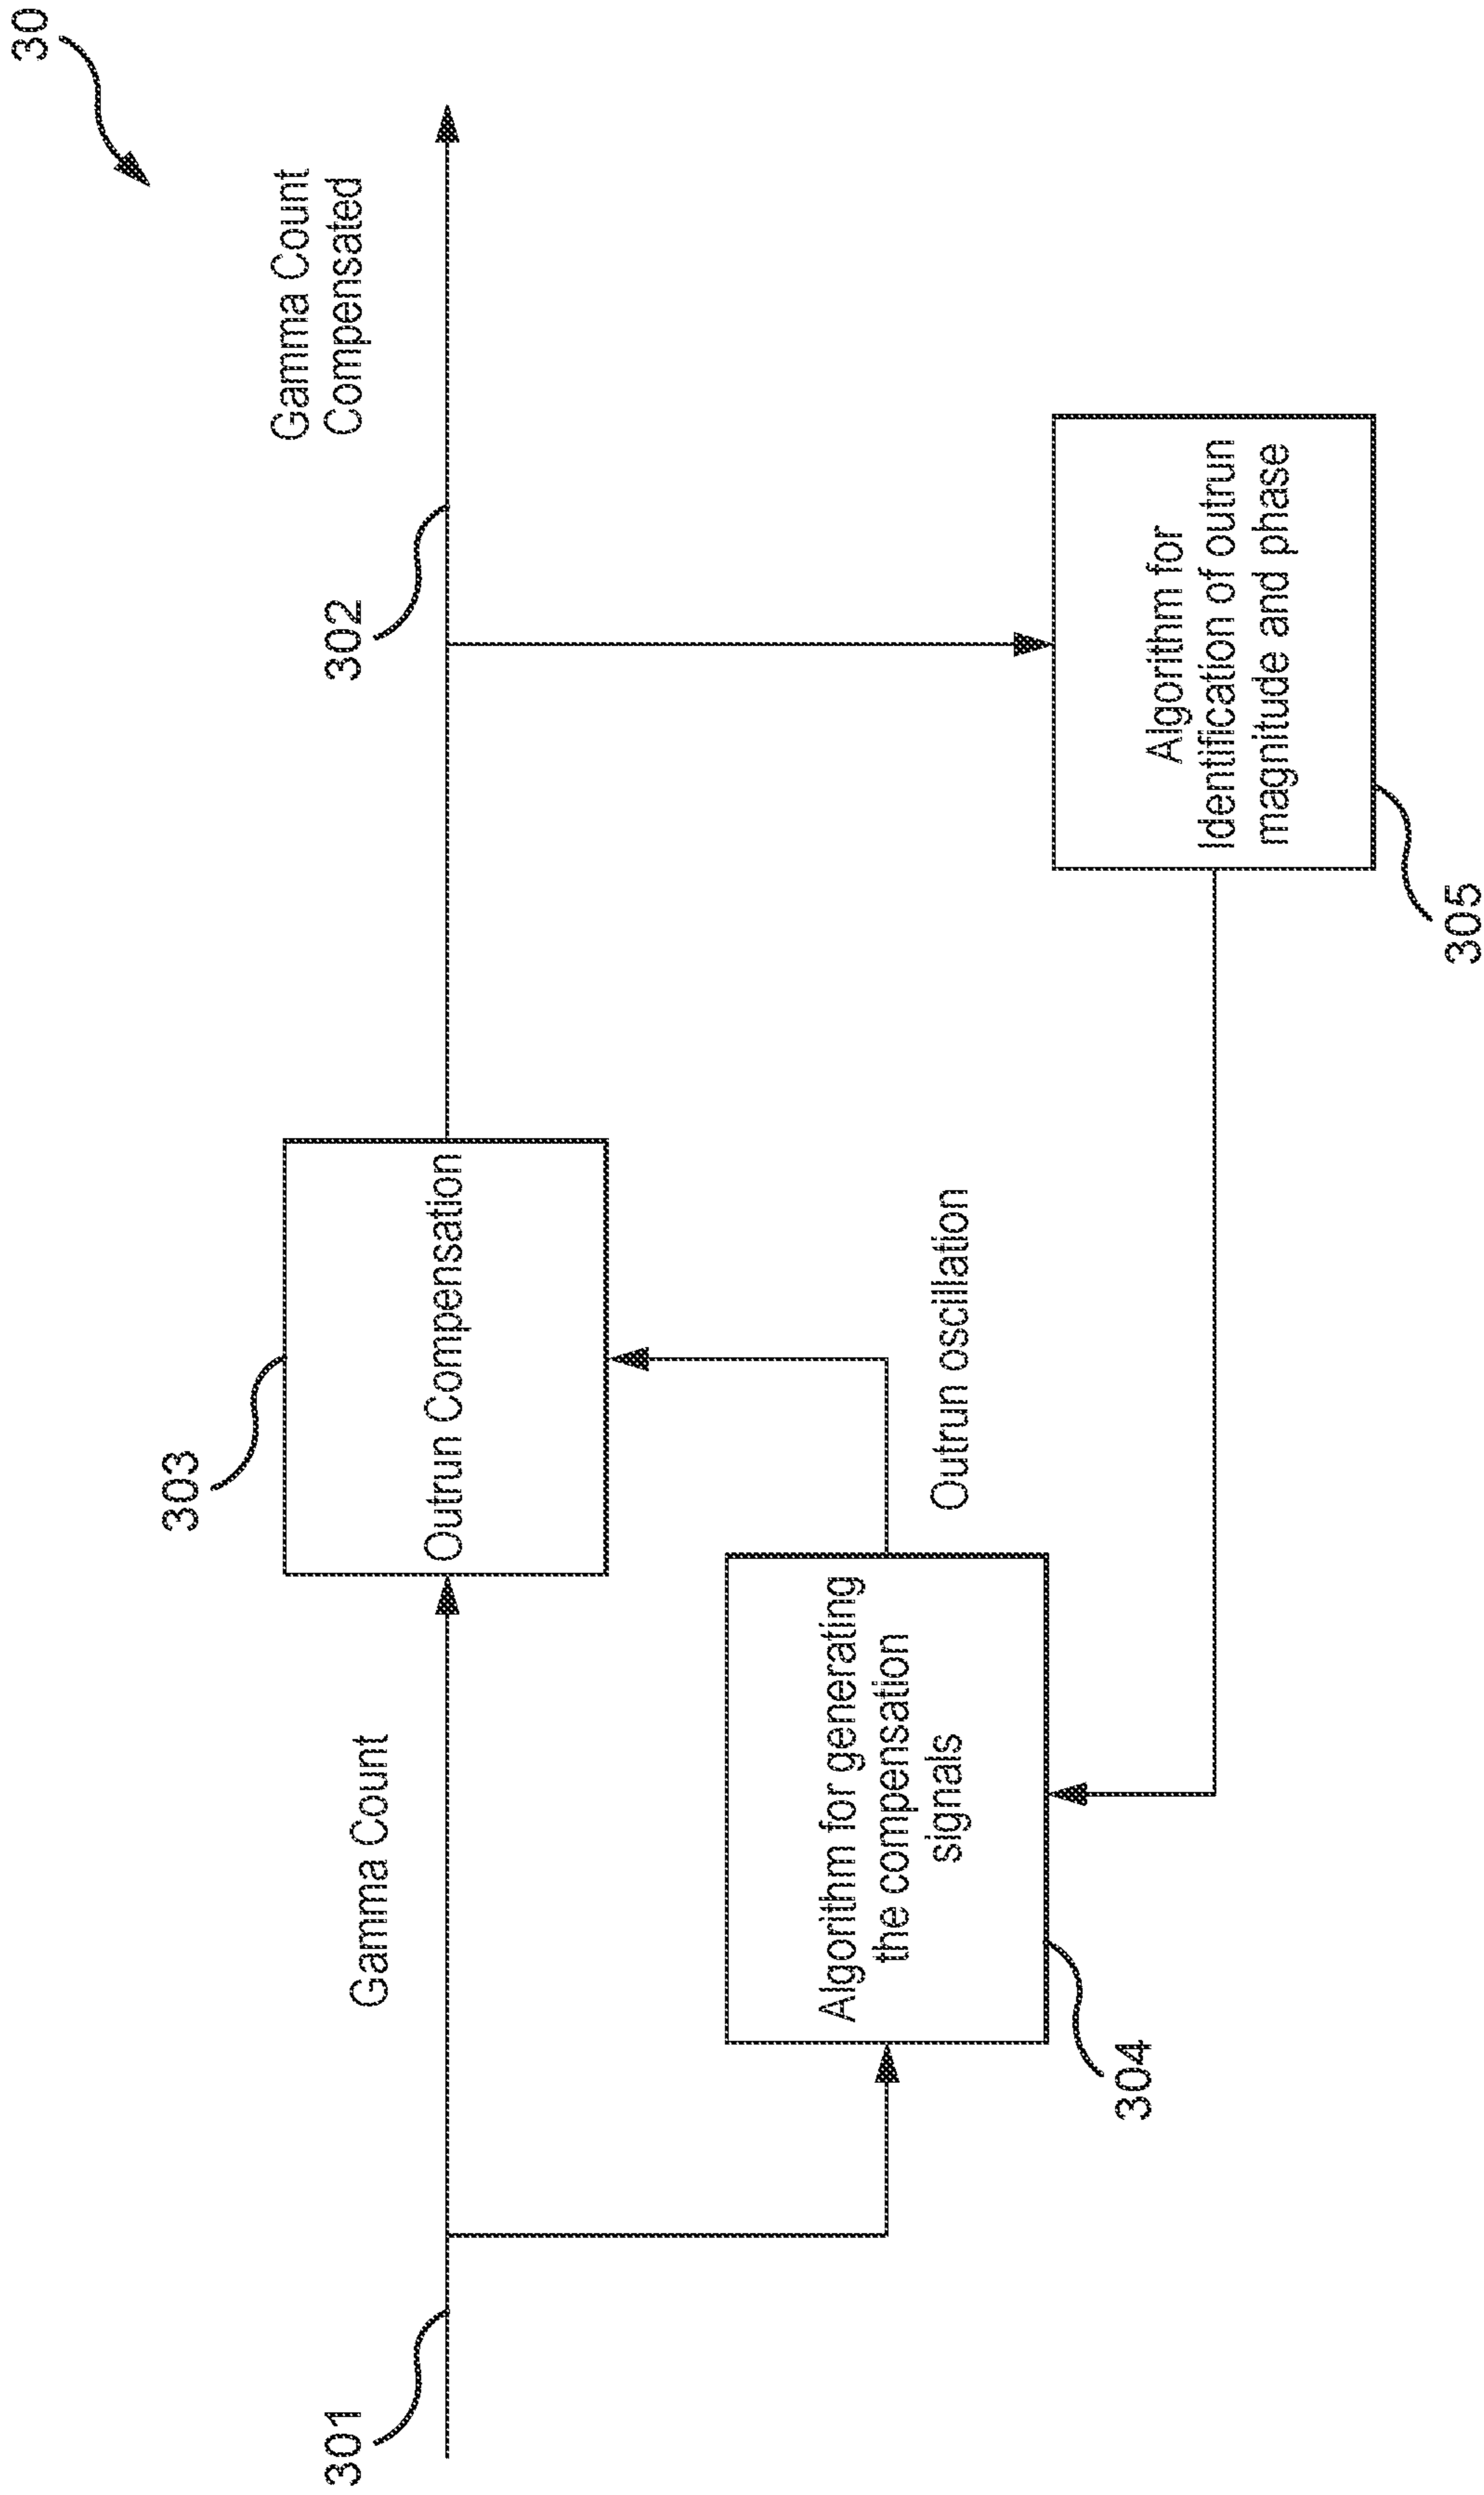 30
Gamma Count
Compensated
302
303
Outrun Compensation
Gamma Count
301
Outrun oscillation
Algorithm for generating
the compensation
signals
304
Algorithm for
Identification of outrun
magnitude and phase
305